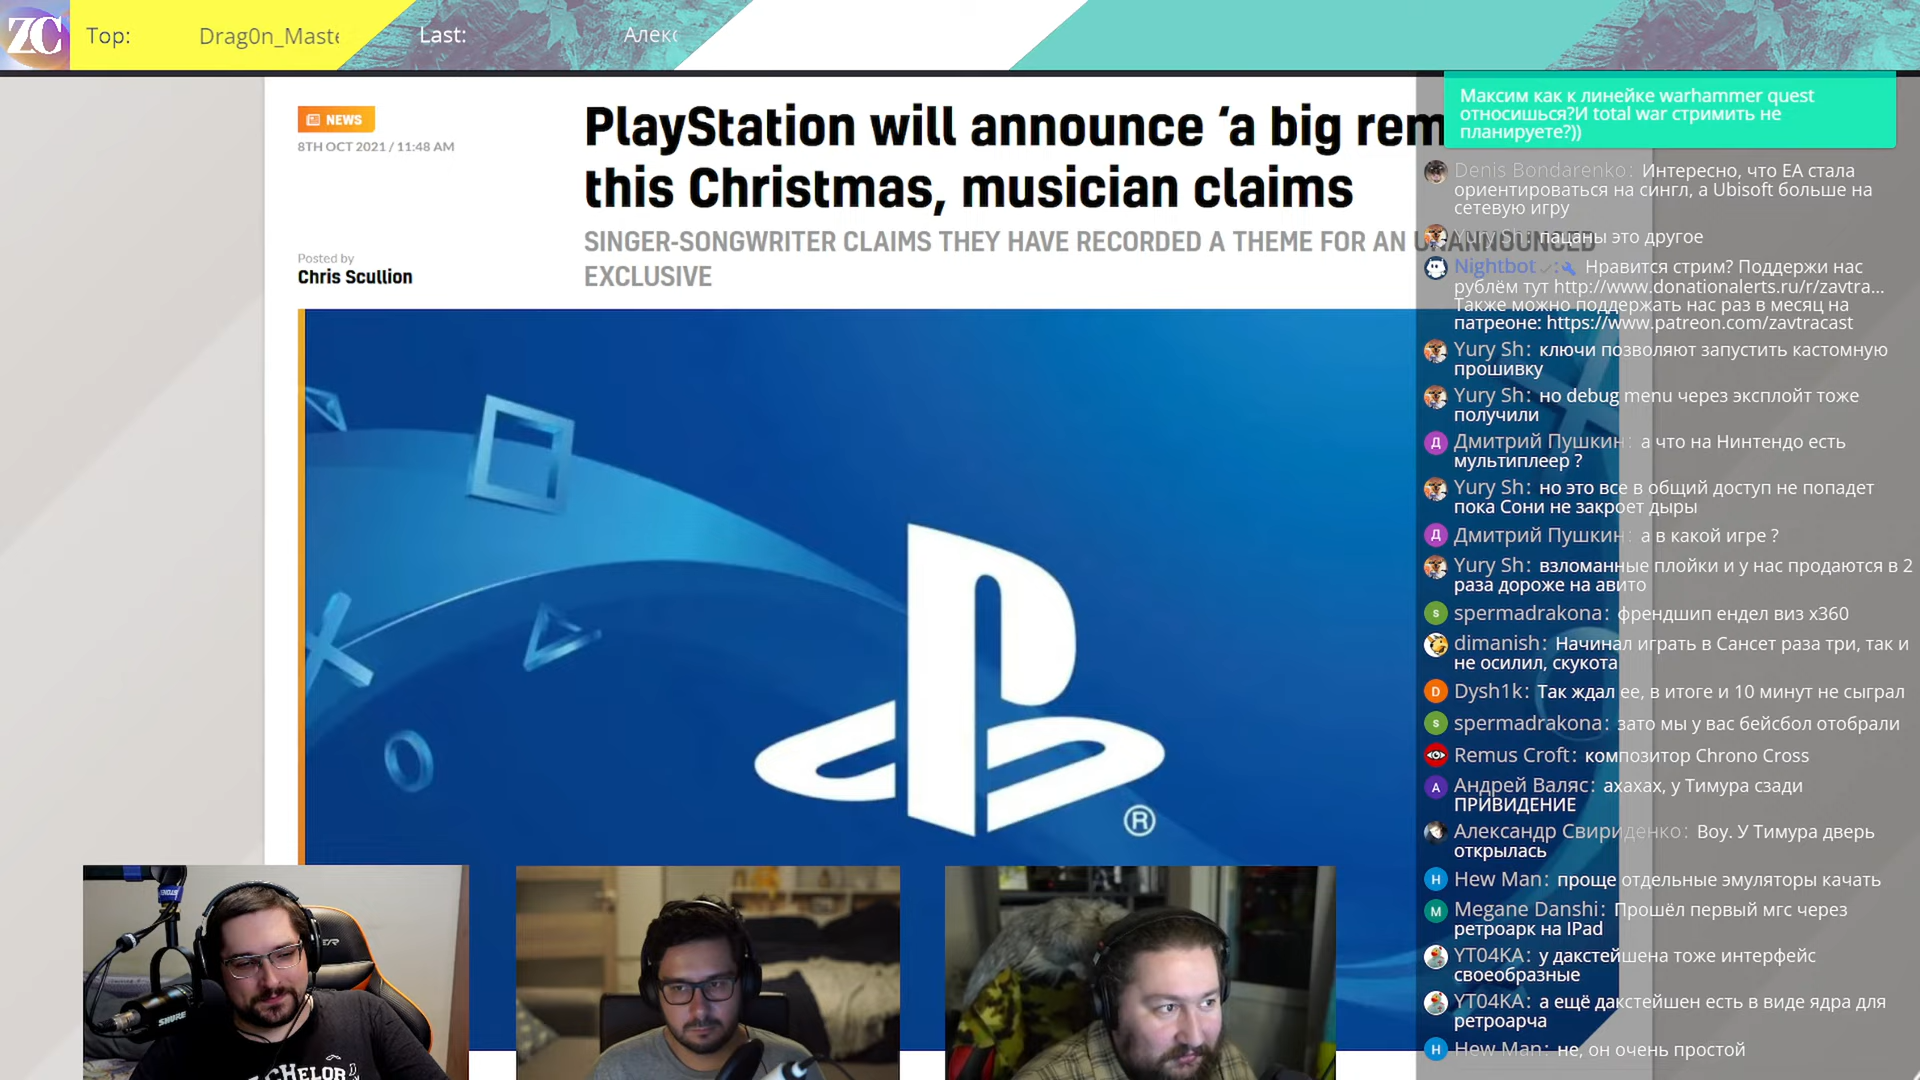 ZC
Top:
Drag0n_Maste
Last:
Алекс
NEWS
8TH OCT 2021 / 11:48 AM
PlayStation will announce ‘a big rem
this Christmas, musician claims
Posted by
Chris Scullion
SINGER-SONGWRITER CLAIMS THEY HAVE RECORDED A THEME FOR AN UNANNOUNCED
EXCLUSIVE
®
SHURE
Максим как к линейке warhammer quest
относишься?И total war стримить не
планируете?))
Denis Bondarenko: Интересно, что ЕА стала
ориентироваться на сингл, а Ubisoft больше на
сетевую игру
Yury Sh: пацаны это другое
Nightbot: Нравится стрим? Поддержи нас
рублём тут http://www.donationalerts.ru/r/zavtra...
Также можно поддержать нас раз в месяц на
патреоне: https://www.patreon.com/zavtracast
Yury Sh: ключи позволяют запустить кастомную
прошивку
Yury Sh: но debug menu через эксплойт тоже
получили
Д
Дмитрий Пушкин: а что на Нинтендо есть
мультиплеер ?
Yury Sh: но это все в общий доступ не попадет
пока Сони не закроет дыры
Д
Дмитрий Пушкин: а в какой игре ?
Yury Sh: взломанные плойки и у нас продаются в 2
раза дороже на авито
s
spermadrakona: френдшип ендел виз х360
dimanish: Начинал играть в Сансет раза три, так и
не осилил, скукота
D
Dysh1k: Так ждал ее, в итоге и 10 минут не сыграл
s
spermadrakona: зато мы у вас бейсбол отобрали
Remus Croft: композитор Chrono Cross
А
Андрей Валяс: ахахах, у Тимура сзади
ПРИВИДЕНИЕ
Александр Свириденко: Воу. У Тимура дверь
открылась
H
Hew Man: проще отдельные эмуляторы качать
M
Megane Danshi: Прошёл первый мгс через
ретроарк на IPad
YT04KA: у дакстейшена тоже интерфейс
своеобразные
YT04KA: а ещё дакстейшен есть в виде ядра для
ретроарча
H
Hew Man: не, он очень простой